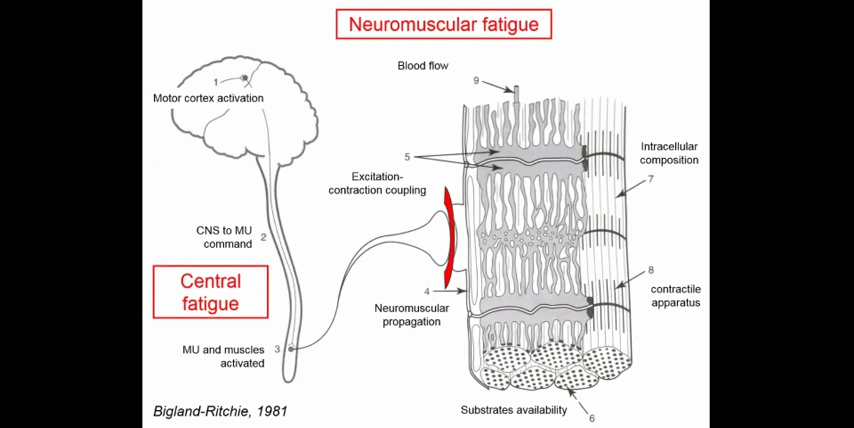 Neuromuscular fatigue
Blood flow
9
1
Motor cortex activation
5
Intracellular
composition
7
Excitation-
contraction coupling
CNS to MU
command
2
Central
fatigue
4
8
contractile
apparatus
Neuromuscular
propagation
MU and muscles
activated
3
Bigland-Ritchie, 1981
Substrates availability
6